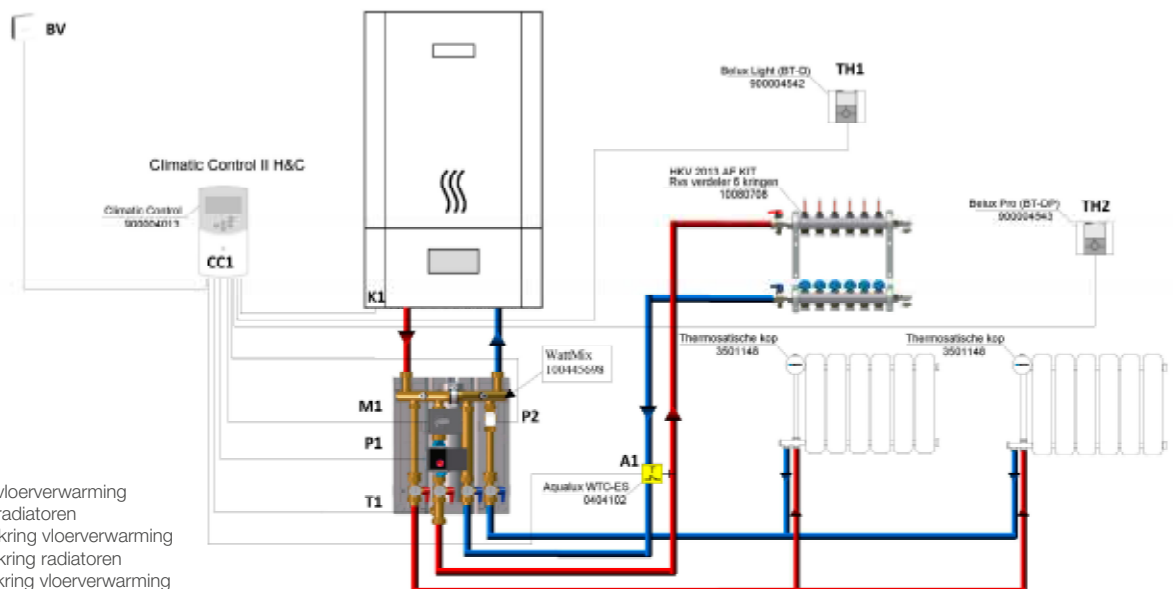 BV
Belux Light (BT-D)
900004542
TH1
Climatic Control II H&C
HKV 2013 AF KIT
Rvs verdeler 6 kringen
10080708
Climatic Control
900004013
Belux Pro (BT-DP)
900004543
TH2
CC1
K1
Thermosatische kop
3501148
Thermosatische kop
3501148
WattMix
100445698
M1
P2
P1
A1
Aqualux WTC-ES
0404102
T1
vloerverwarming
radiatoren
kring vloerverwarming
kring radiatoren
kring vloerverwarming